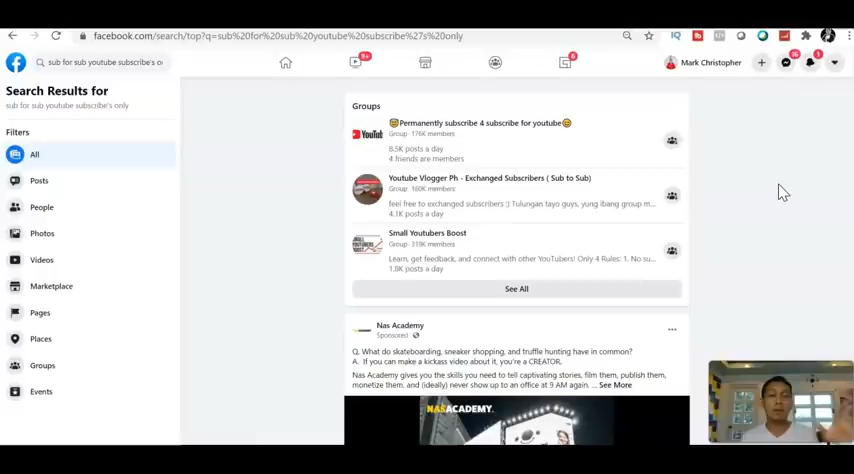 facebook.com/search/top?q=sub%20for%20sub%20youtube%20subscribe%27s%20only
sub for sub youtube subscribe's o
9+
6
Mark Christopher
16
1
Search Results for
sub for sub youtube subscribe's only
Filters
All
Posts
People
Photos
Videos
Marketplace
Pages
Places
Groups
Events
Groups
YouTub
🤓Permanently subscribe 4 subscribe for youtube😊
Group · 176K members
8.5K posts a day
4 friends are members
Youtube Vlogger Ph - Exchanged Subscribers ( Sub to Sub)
Group · 160K members
feel free to exchanged subscribers :) Tulungan tayo guys, yung ibang group m...
4.1K posts a day
Small Youtubers Boost
Group · 319K members
Learn, get feedback, and connect with other YouTubers! Only 4 Rules: 1. No su...
1.8K posts a day
See All
Nas Academy
Sponsored ·
Q. What do skateboarding, sneaker shopping, and truffle hunting have in common?
A. If you can make a kickass video about it, you're a CREATOR.
Nas Academy gives you the skills you need to tell captivating stories, film them, publish them,
monetize them. and (ideally) never show up to an office at 9 AM again. ... See More
NASACADEMY.